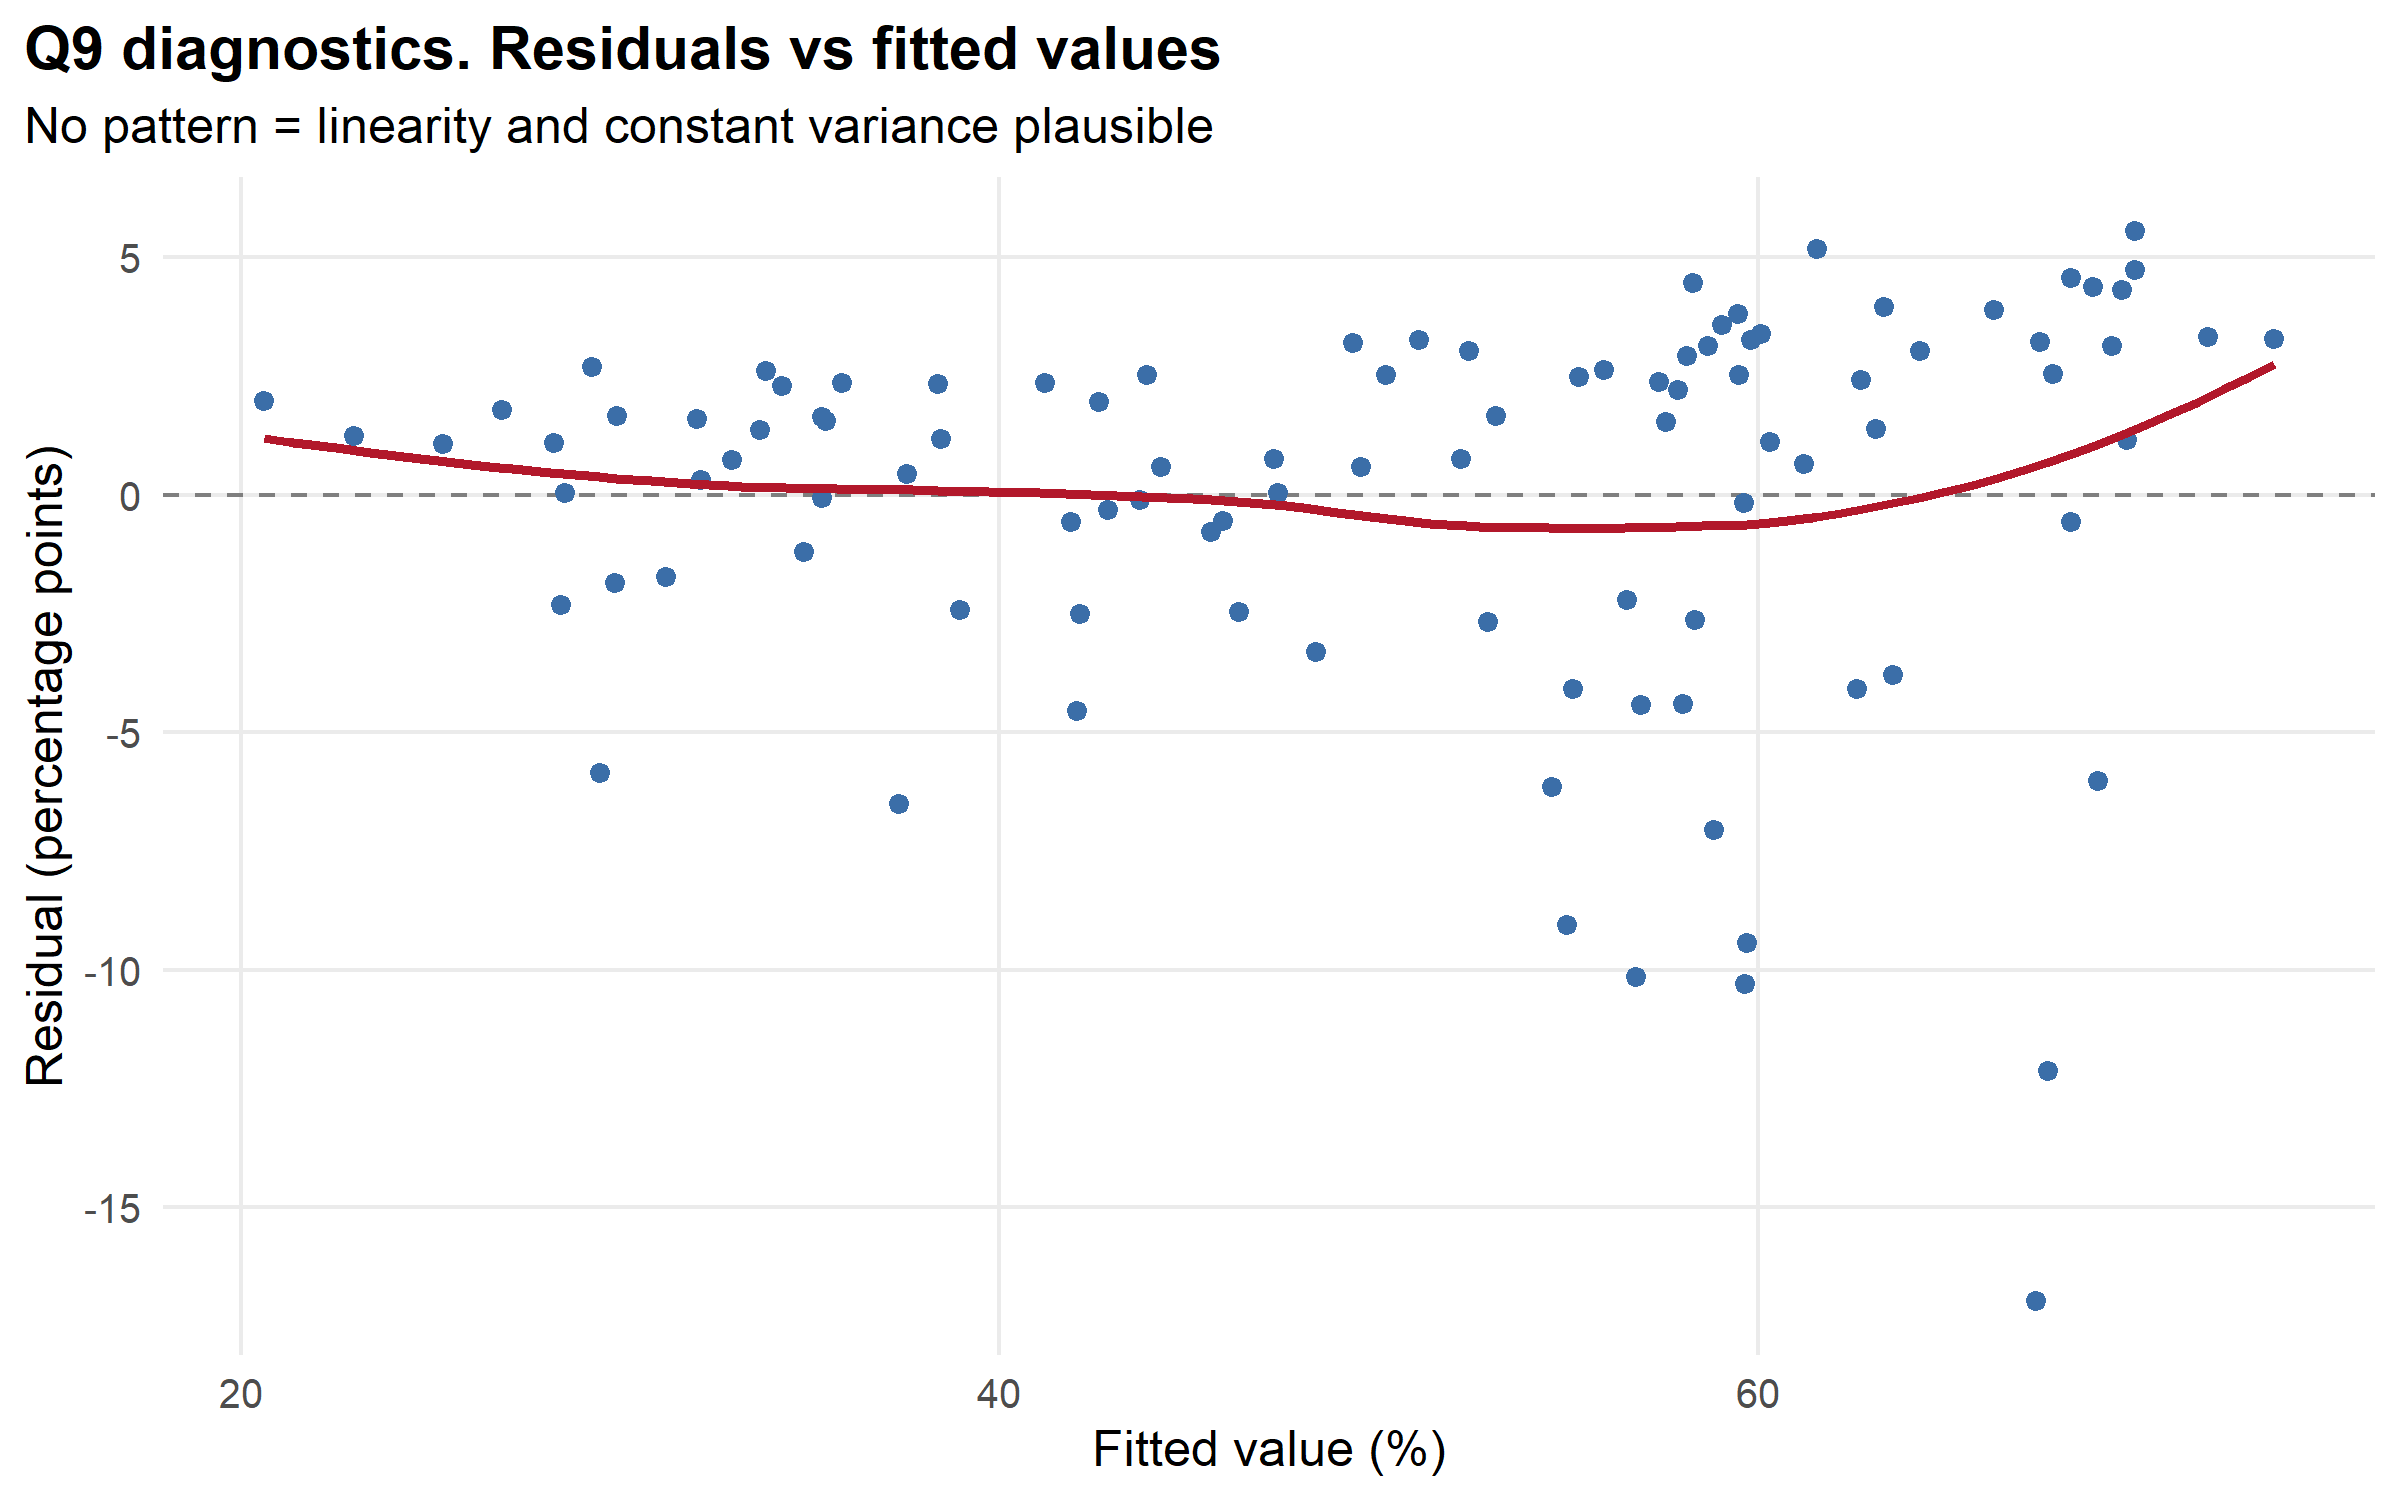 Q9 diagnostics. Residuals vs fitted values
No pattern = linearity and constant variance plausible
Residual (percentage points)
5
0
-5
-10
-15
20
40
60
Fitted value (%)